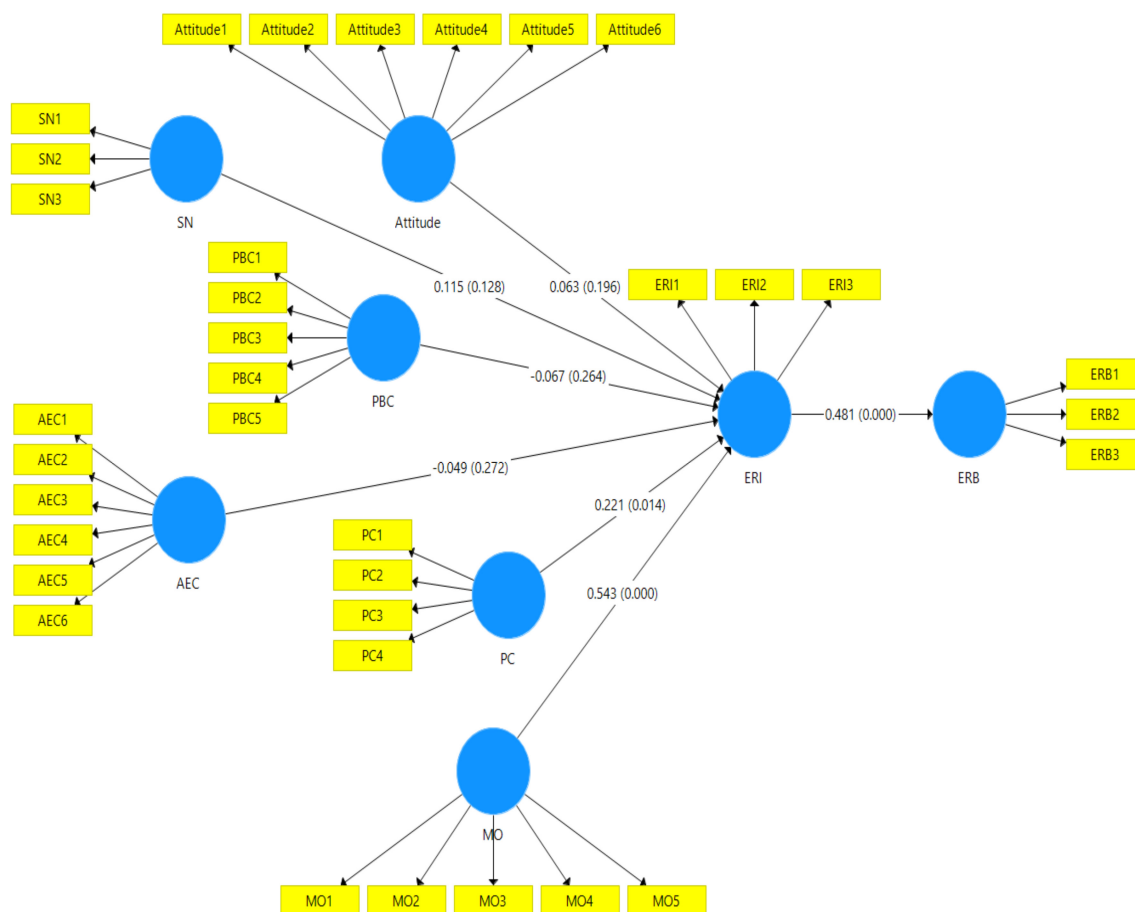 Attitude1
Attitude2
Attitude3
Attitude4
Attitude5
Attitude6
SN1
SN2
SN3
SN
Attitude
PBC1
PBC2
PBC3
PBC4
PBC5
PBC
0.115 (0.128)
0.063 (0.196)
-0.067 (0.264)
ERI1
ERI2
ERI3
ERI
0.481 (0.000)
ERB1
ERB2
ERB3
ERB
AEC1
AEC2
AEC3
AEC4
AEC5
AEC6
AEC
-0.049 (0.272)
0.221 (0.014)
PC1
PC2
PC3
PC4
PC
0.543 (0.000)
MO
MO1
MO2
MO3
MO4
MO5